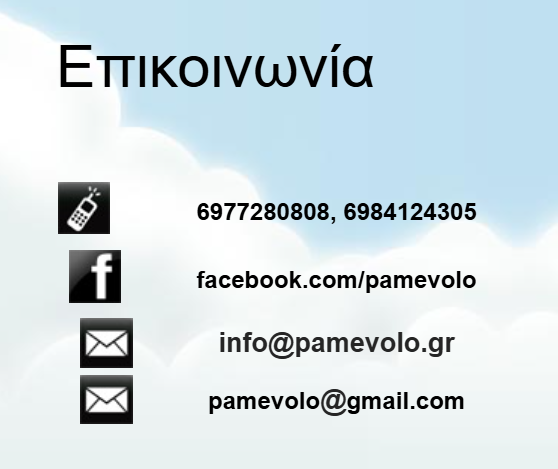 Επικοινωνία
6977280808, 6984124305
facebook.com/pamevolo
info@pamevolo.gr
pamevolo@gmail.com